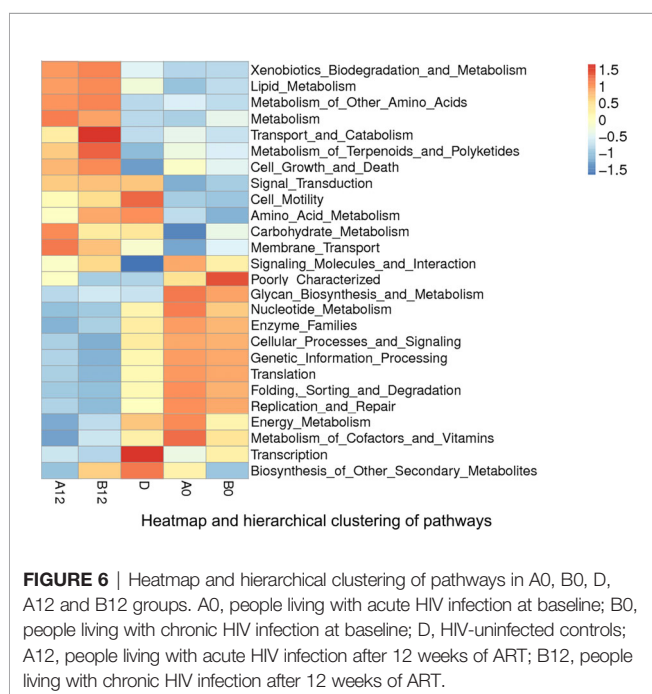 Xenobiotics_Biodegradation_and_Metabolism
Lipid_Metabolism
Metabolism_of_Other_Amino_Acids
Metabolism
Transport_and_Catabolism
Metabolism_of_Terpenoids_and_Polyketides
Cell_Growth_and_Death
Signal_Transduction
Cell_Motility
Amino_Acid_Metabolism
Carbohydrate_Metabolism
Membrane_Transport
Signaling_Molecules_and_Interaction
Poorly_Characterized
Glycan_Biosynthesis_and_Metabolism
Nucleotide_Metabolism
Enzyme_Families
Cellular_Processes_and_Signaling
Genetic_Information_Processing
Translation
Folding,_Sorting_and_Degradation
Replication_and_Repair
Energy_Metabolism
Metabolism_of_Cofactors_and_Vitamins
Transcription
Biosynthesis_of_Other_Secondary_Metabolites
1.5
1
0.5
0
−0.5
−1
−1.5
A12
B12
D
A0
B0
Heatmap and hierarchical clustering of pathways
FIGURE 6 | Heatmap and hierarchical clustering of pathways in A0, B0, D,
A12 and B12 groups. A0, people living with acute HIV infection at baseline; B0,
people living with chronic HIV infection at baseline; D, HIV-uninfected controls;
A12, people living with acute HIV infection after 12 weeks of ART; B12, people
living with chronic HIV infection after 12 weeks of ART.